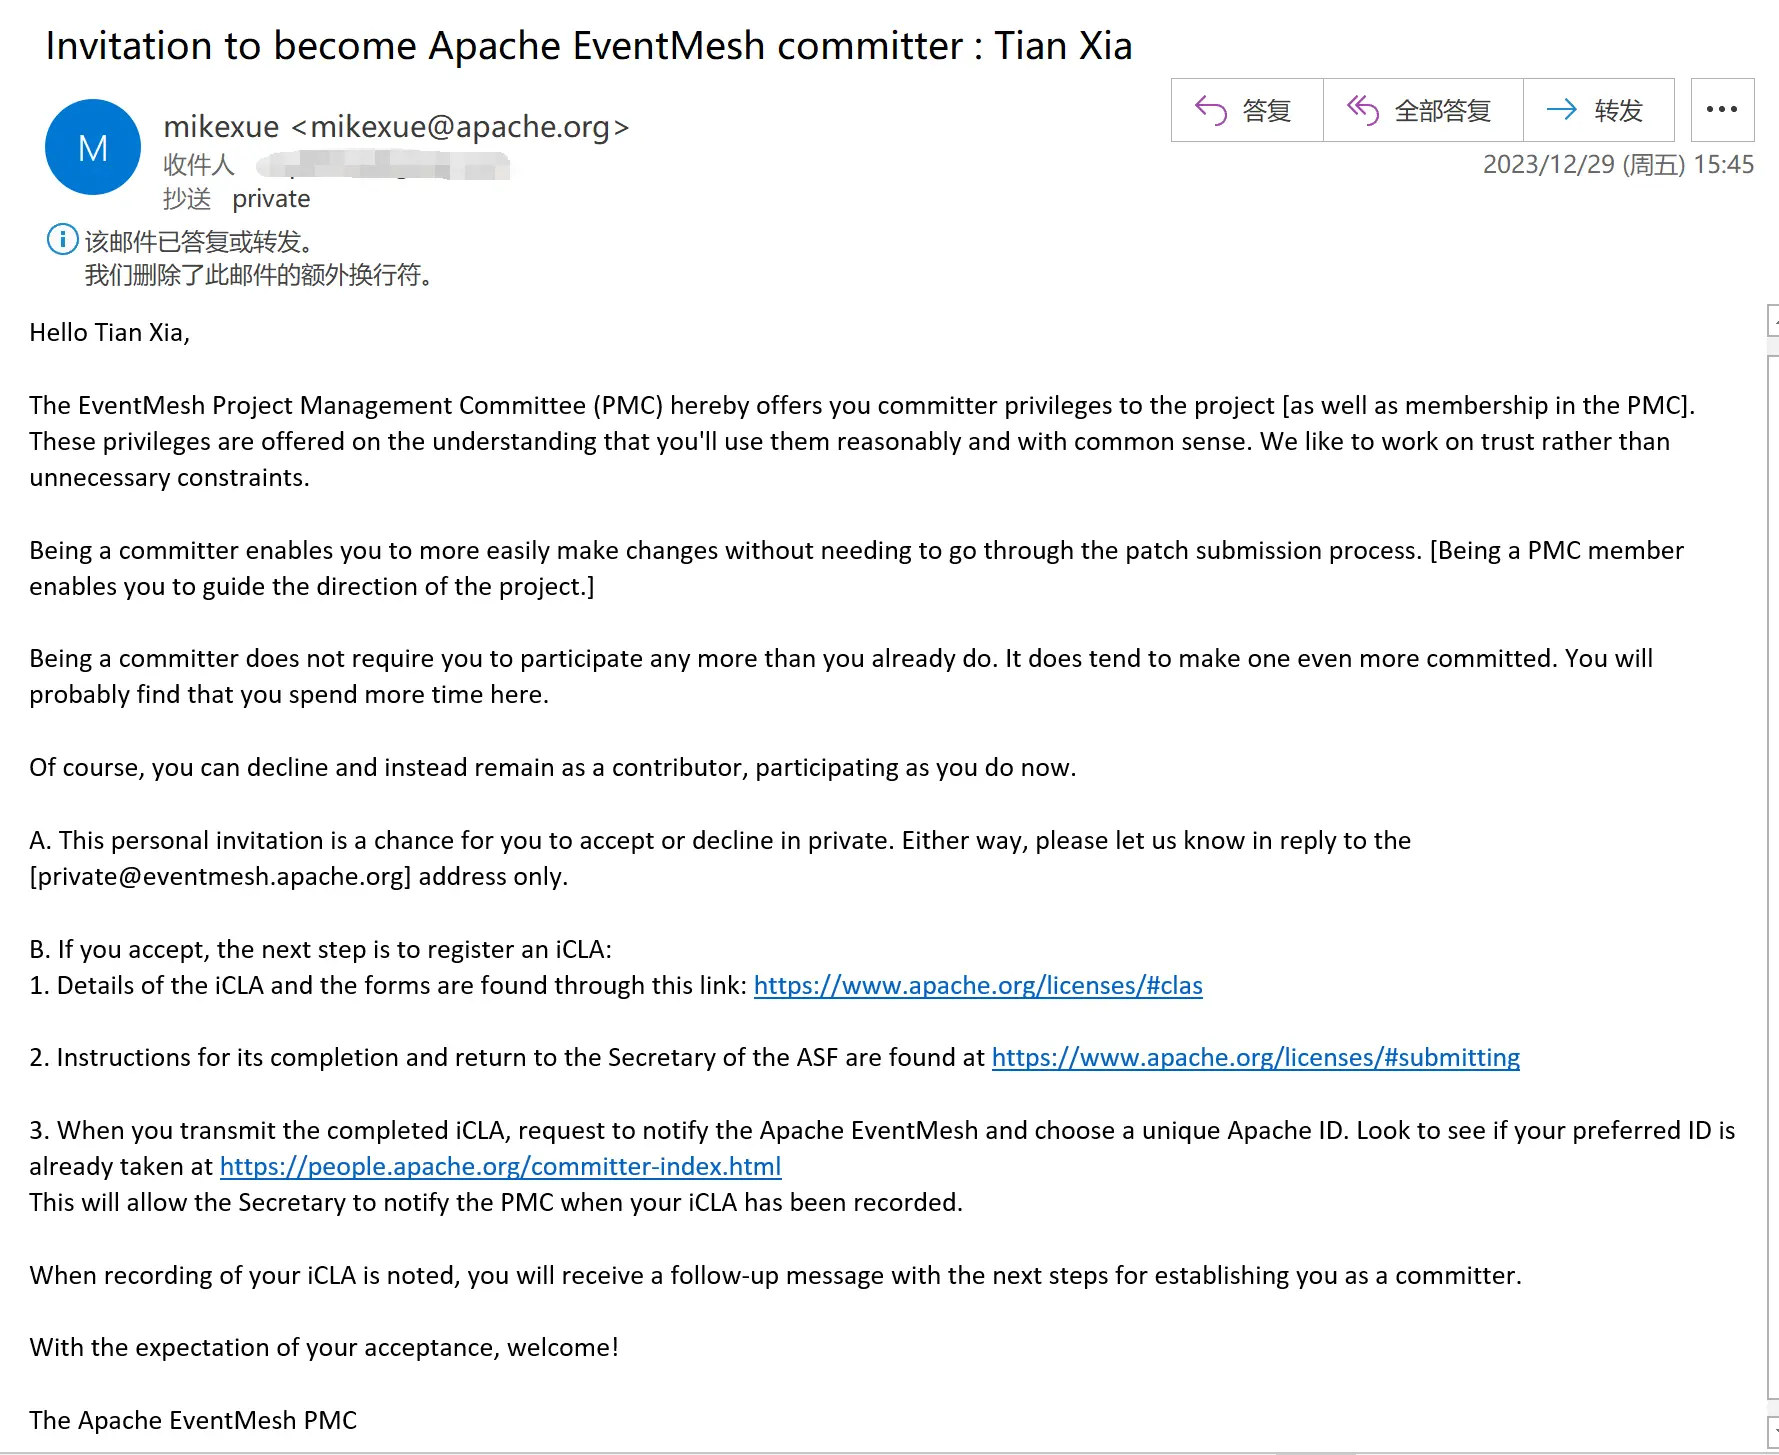 Invitation to become Apache EventMesh committer : Tian Xia
M
mikexue <mikexue@apache.org>
收件人
抄送 private
答复
全部答复
转发
2023/12/29 (周五) 15:45
该邮件已答复或转发。
我们删除了此邮件的额外换行符。
Hello Tian Xia,
The EventMesh Project Management Committee (PMC) hereby offers you committer privileges to the project [as well as membership in the PMC].
These privileges are offered on the understanding that you'll use them reasonably and with common sense. We like to work on trust rather than
unnecessary constraints.
Being a committer enables you to more easily make changes without needing to go through the patch submission process. [Being a PMC member
enables you to guide the direction of the project.]
Being a committer does not require you to participate any more than you already do. It does tend to make one even more committed. You will
probably find that you spend more time here.
Of course, you can decline and instead remain as a contributor, participating as you do now.
A. This personal invitation is a chance for you to accept or decline in private. Either way, please let us know in reply to the
[private@eventmesh.apache.org] address only.
B. If you accept, the next step is to register an iCLA:
1. Details of the iCLA and the forms are found through this link: https://www.apache.org/licenses/#clas
2. Instructions for its completion and return to the Secretary of the ASF are found at https://www.apache.org/licenses/#submitting
3. When you transmit the completed iCLA, request to notify the Apache EventMesh and choose a unique Apache ID. Look to see if your preferred ID is
already taken at https://people.apache.org/committer-index.html
This will allow the Secretary to notify the PMC when your iCLA has been recorded.
When recording of your iCLA is noted, you will receive a follow-up message with the next steps for establishing you as a committer.
With the expectation of your acceptance, welcome!
The Apache EventMesh PMC